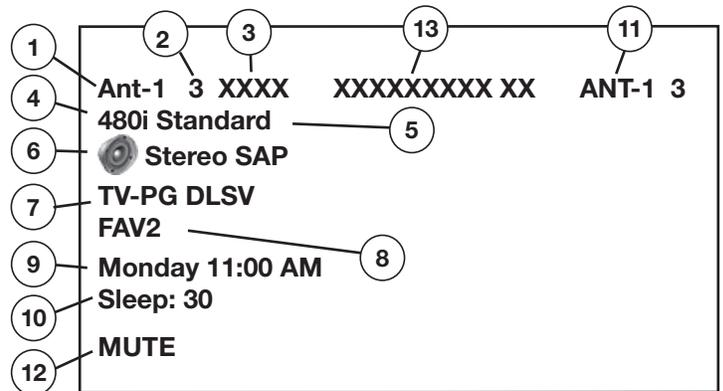 1 2 3 13 11
Ant-1 3 XXXX XXXXXXXXX XX ANT-1 3
4 480i Standard 5
6 Stereo SAP
7 TV-PG DLSV
FAV2 8
9 Monday 11:00 AM
10 Sleep: 30
12 MUTE